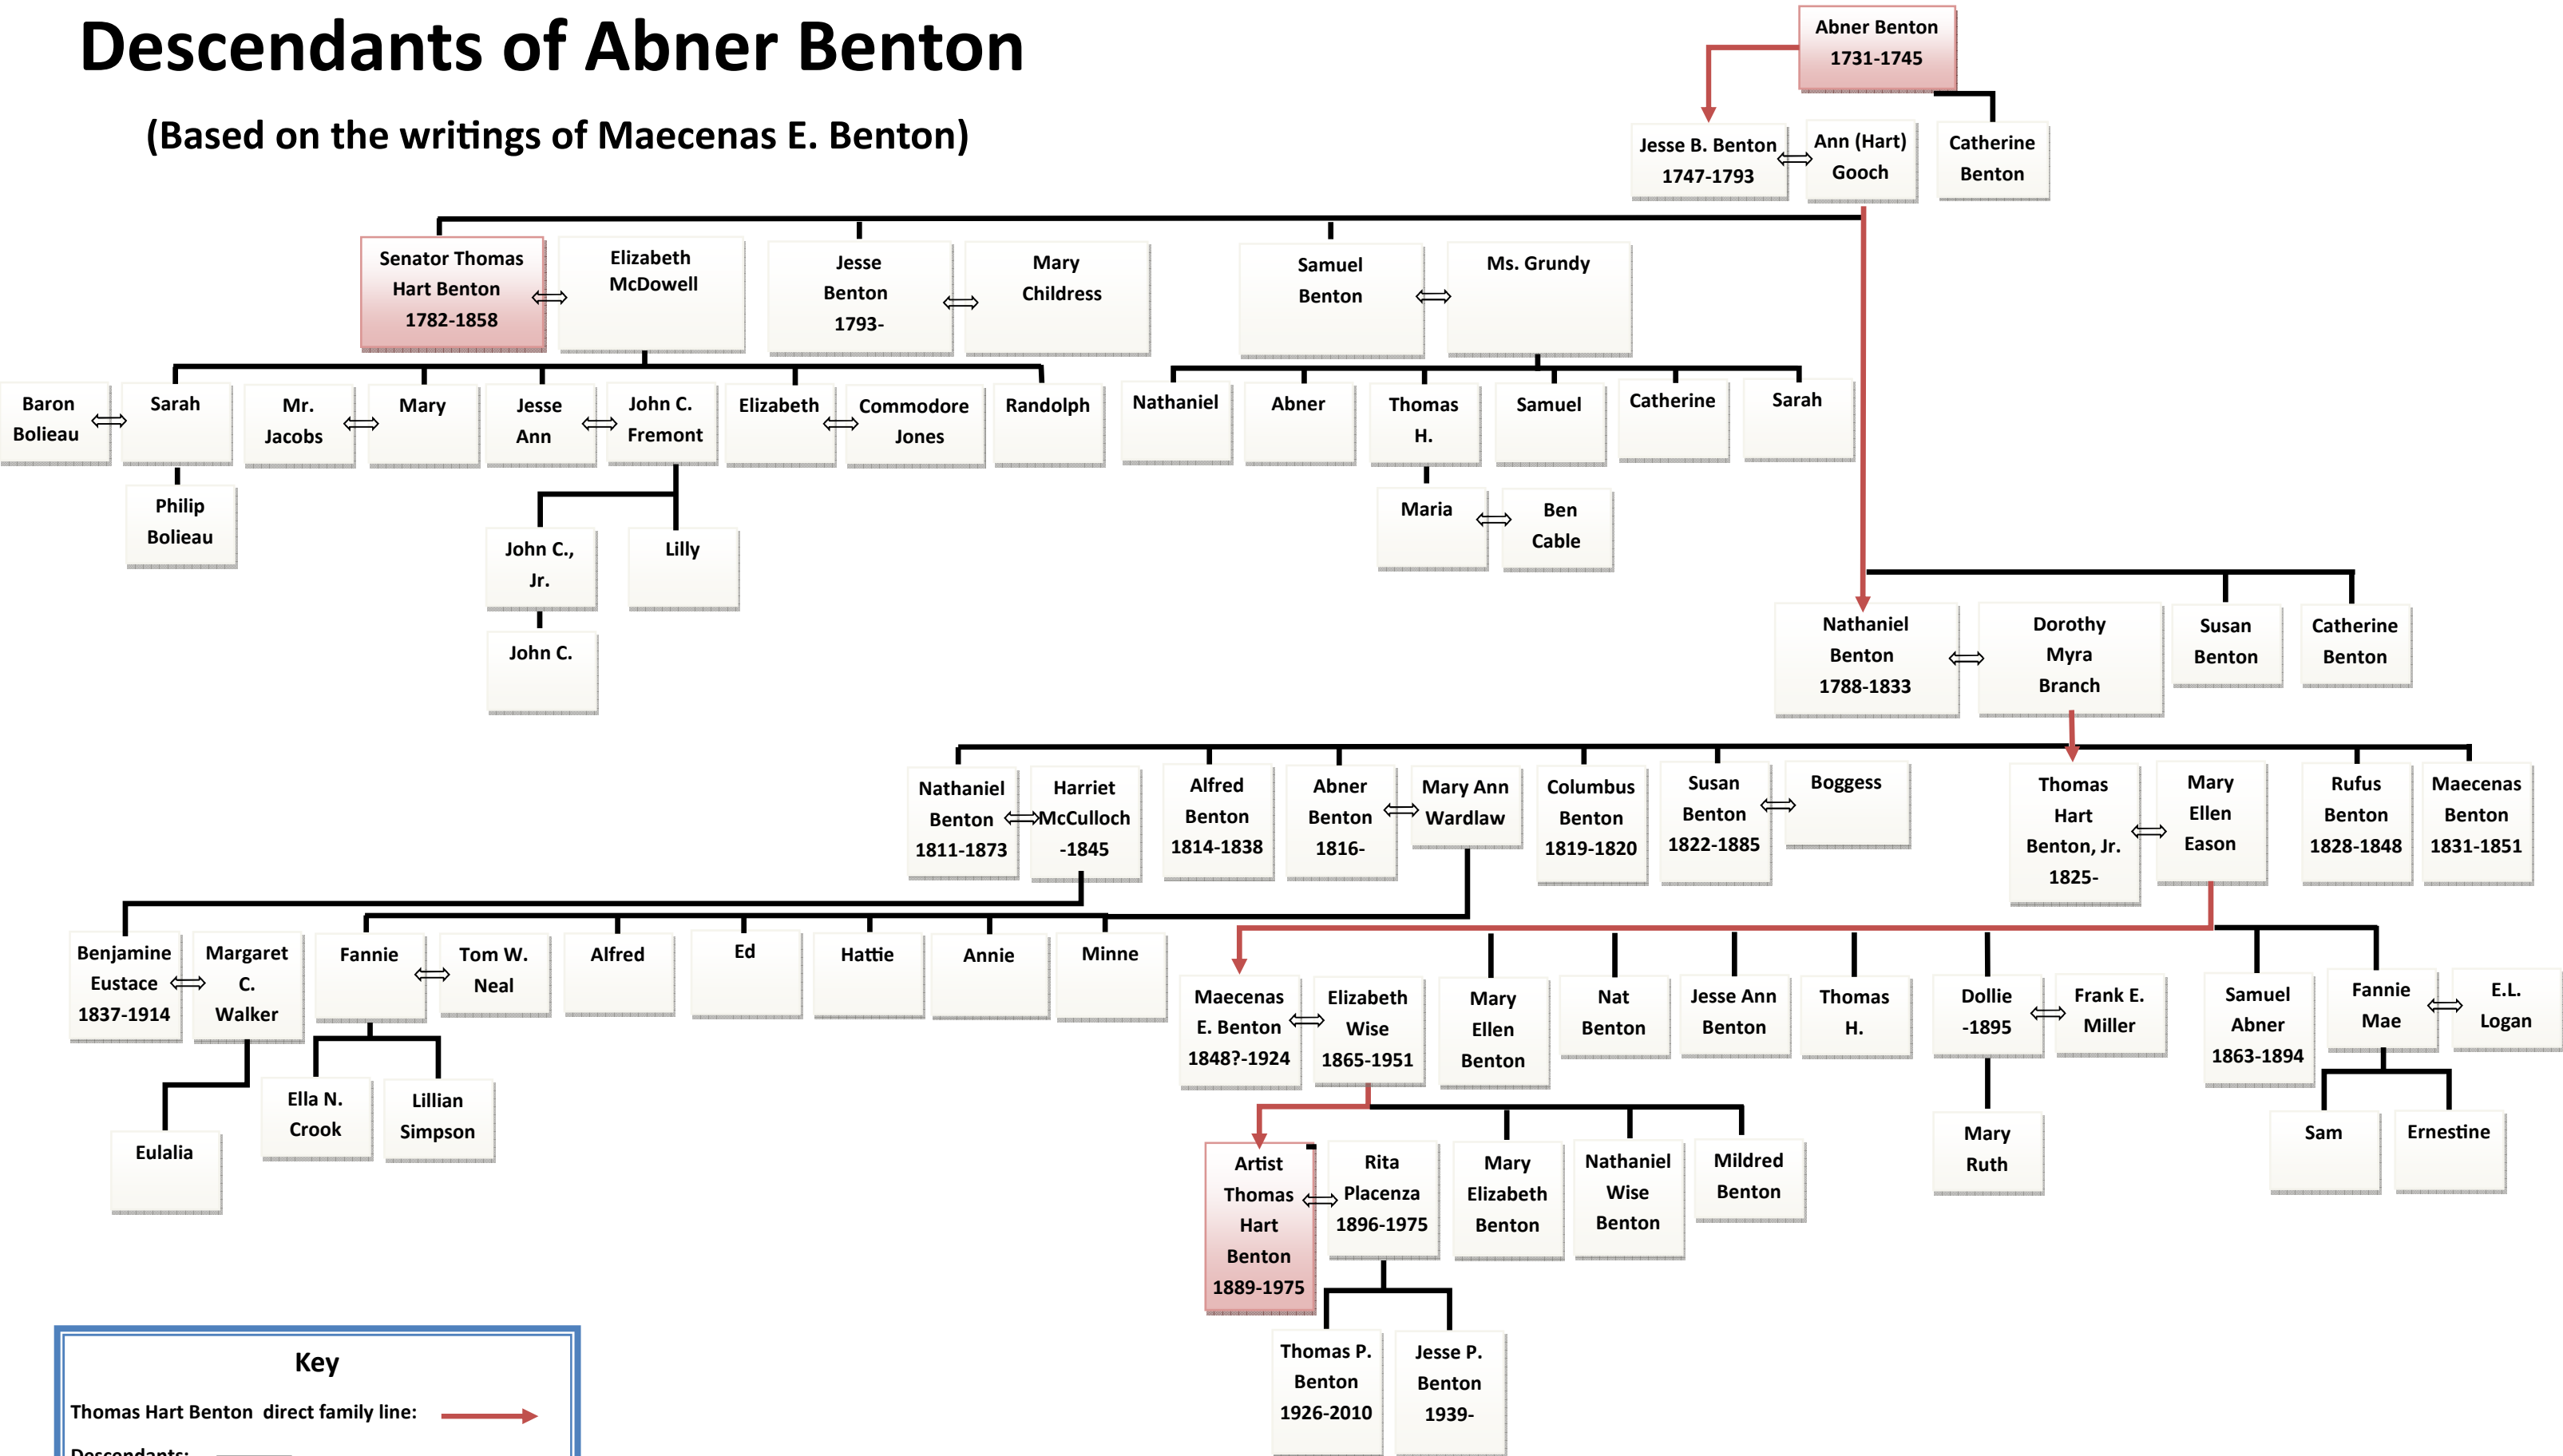 Descendants of Abner Benton
(Based on the writings of Maecenas E. Benton)
Abner Benton
1731-1745
Jesse B. Benton
1747-1793
Ann (Hart)
Gooch
Catherine
Benton
Senator Thomas
Hart Benton
1782-1858
Elizabeth
McDowell
Jesse
Benton
1793-
Mary
Childress
Samuel
Benton
Ms. Grundy
Baron
Bolieau
Sarah
Mr.
Jacobs
Mary
Jesse
Ann
John C.
Fremont
Elizabeth
Commodore
Jones
Randolph
Nathaniel
Abner
Thomas
H.
Samuel
Catherine
Sarah
Philip
Bolieau
John C.,
Jr.
Lilly
Maria
Ben
Cable
John C.
Nathaniel
Benton
1788-1833
Dorothy
Myra
Branch
Susan
Benton
Catherine
Benton
Nathaniel
Benton
1811-1873
Harriet
McCulloch
-1845
Alfred
Benton
1814-1838
Abner
Benton
1816-
Mary Ann
Wardlaw
Columbus
Benton
1819-1820
Susan
Benton
1822-1885
Boggess
Thomas
Hart
Benton, Jr.
1825-
Mary
Ellen
Eason
Rufus
Benton
1828-1848
Maecenas
Benton
1831-1851
Benjamine
Eustace
1837-1914
Margaret
C.
Walker
Fannie
Tom W.
Neal
Alfred
Ed
Hattie
Annie
Minne
Maecenas
E. Benton
1848?-1924
Elizabeth
Wise
1865-1951
Mary
Ellen
Benton
Nat
Benton
Jesse Ann
Benton
Thomas
H.
Dollie
-1895
Frank E.
Miller
Samuel
Abner
1863-1894
Fannie
Mae
E.L.
Logan
Eulalia
Ella N.
Crook
Lillian
Simpson
Artist
Thomas
Hart
Benton
1889-1975
Rita
Placenza
1896-1975
Mary
Elizabeth
Benton
Nathaniel
Wise
Benton
Mildred
Benton
Mary
Ruth
Sam
Ernestine
Thomas P.
Benton
1926-2010
Jesse P.
Benton
1939-
Key
Thomas Hart Benton direct family line:
Descendants: